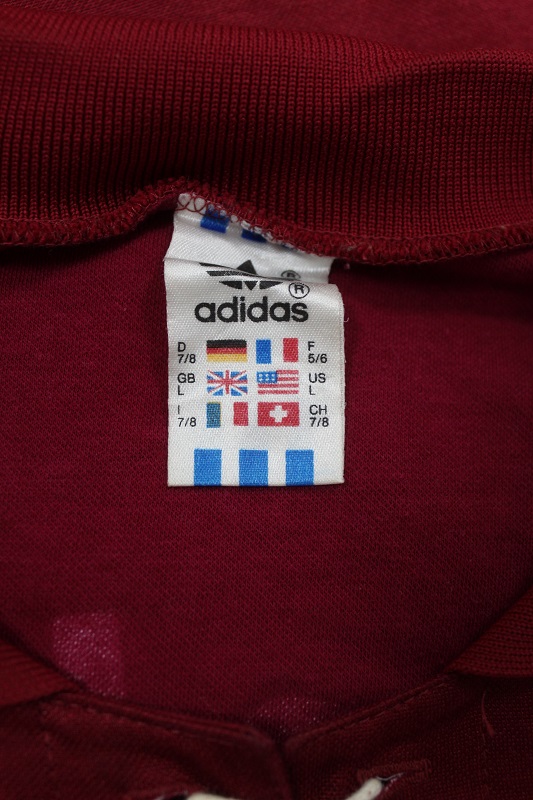 ®
®
adidas
D F
7/8 5/6
GB US
L L
I CH
7/8 7/8